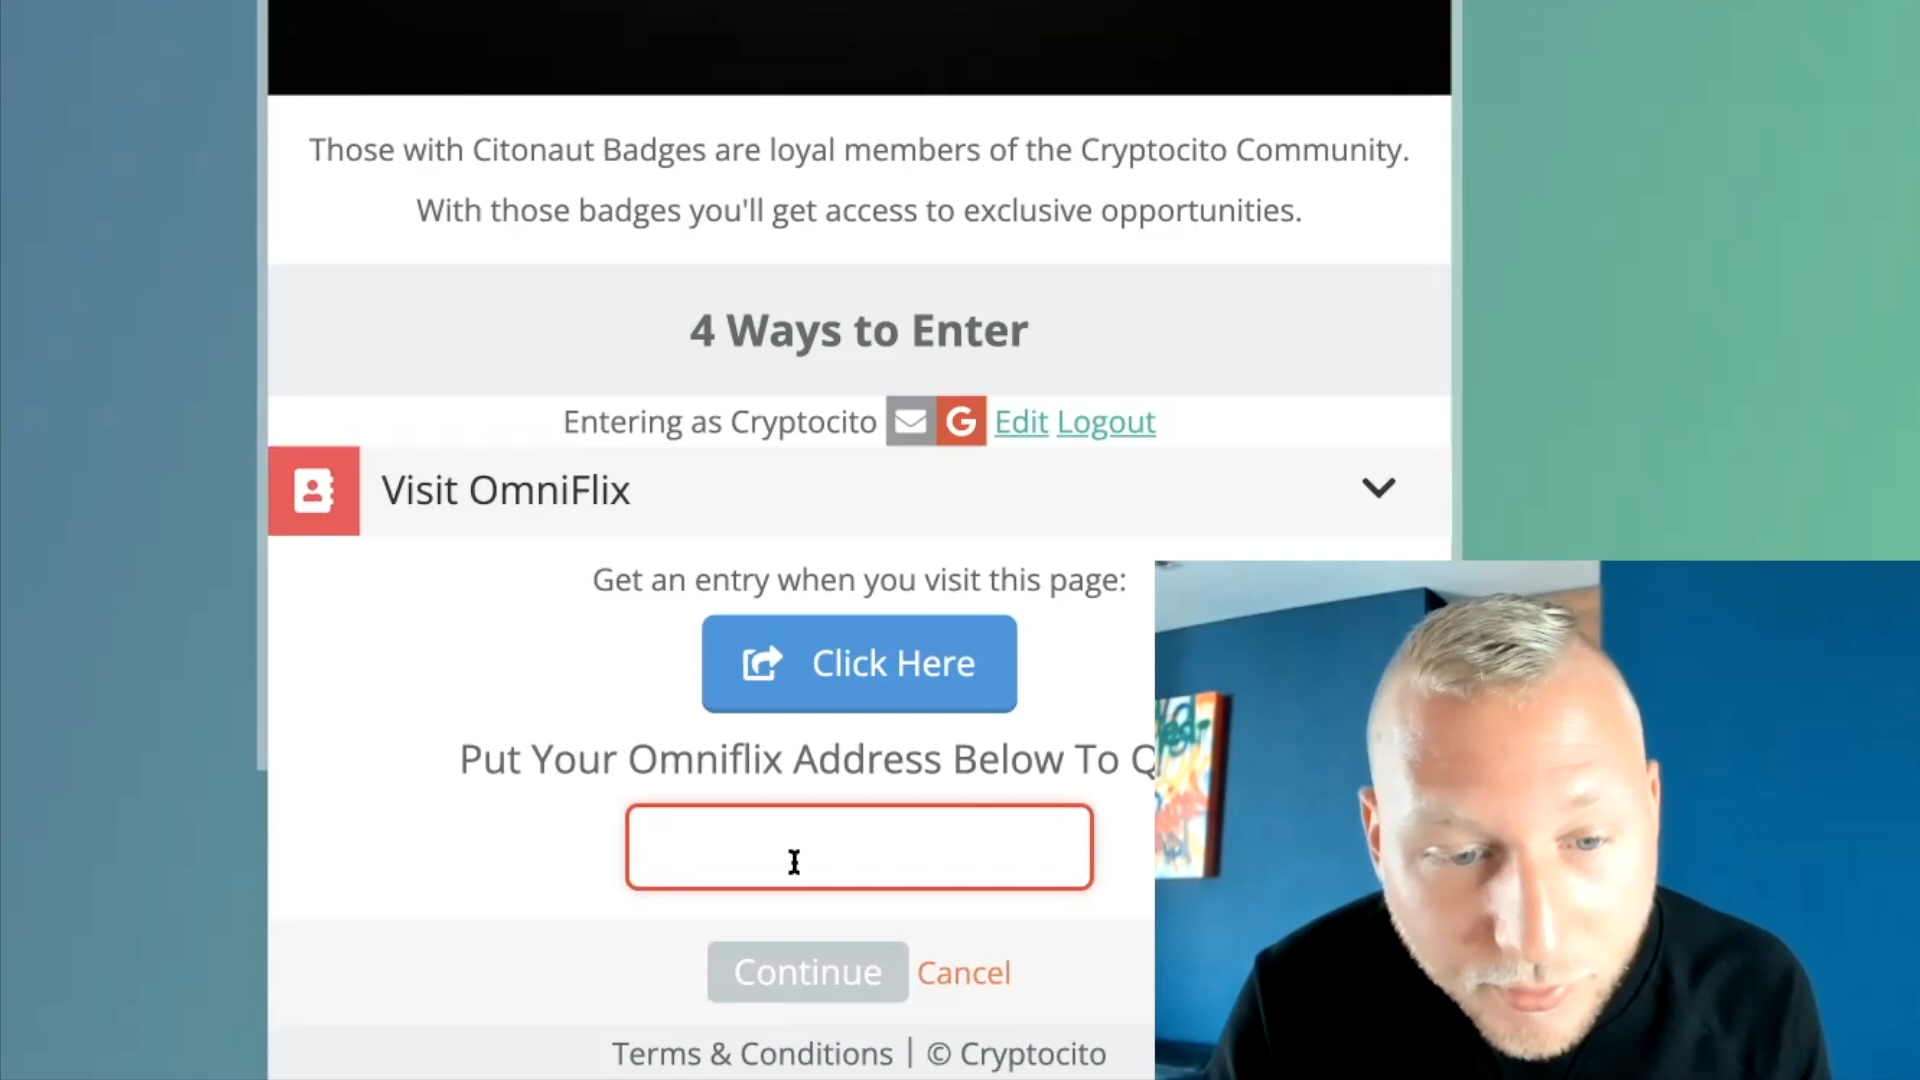 Those with Citonaut Badges are loyal members of the Cryptocito Community.
With those badges you'll get access to exclusive opportunities.
4 Ways to Enter
Entering as Cryptocito G Edit Logout
Visit OmniFlix
Get an entry when you visit this page:
Click Here
Put Your Omniflix Address Below To
Continue Cancel
Terms & Conditions | © Cryptocito